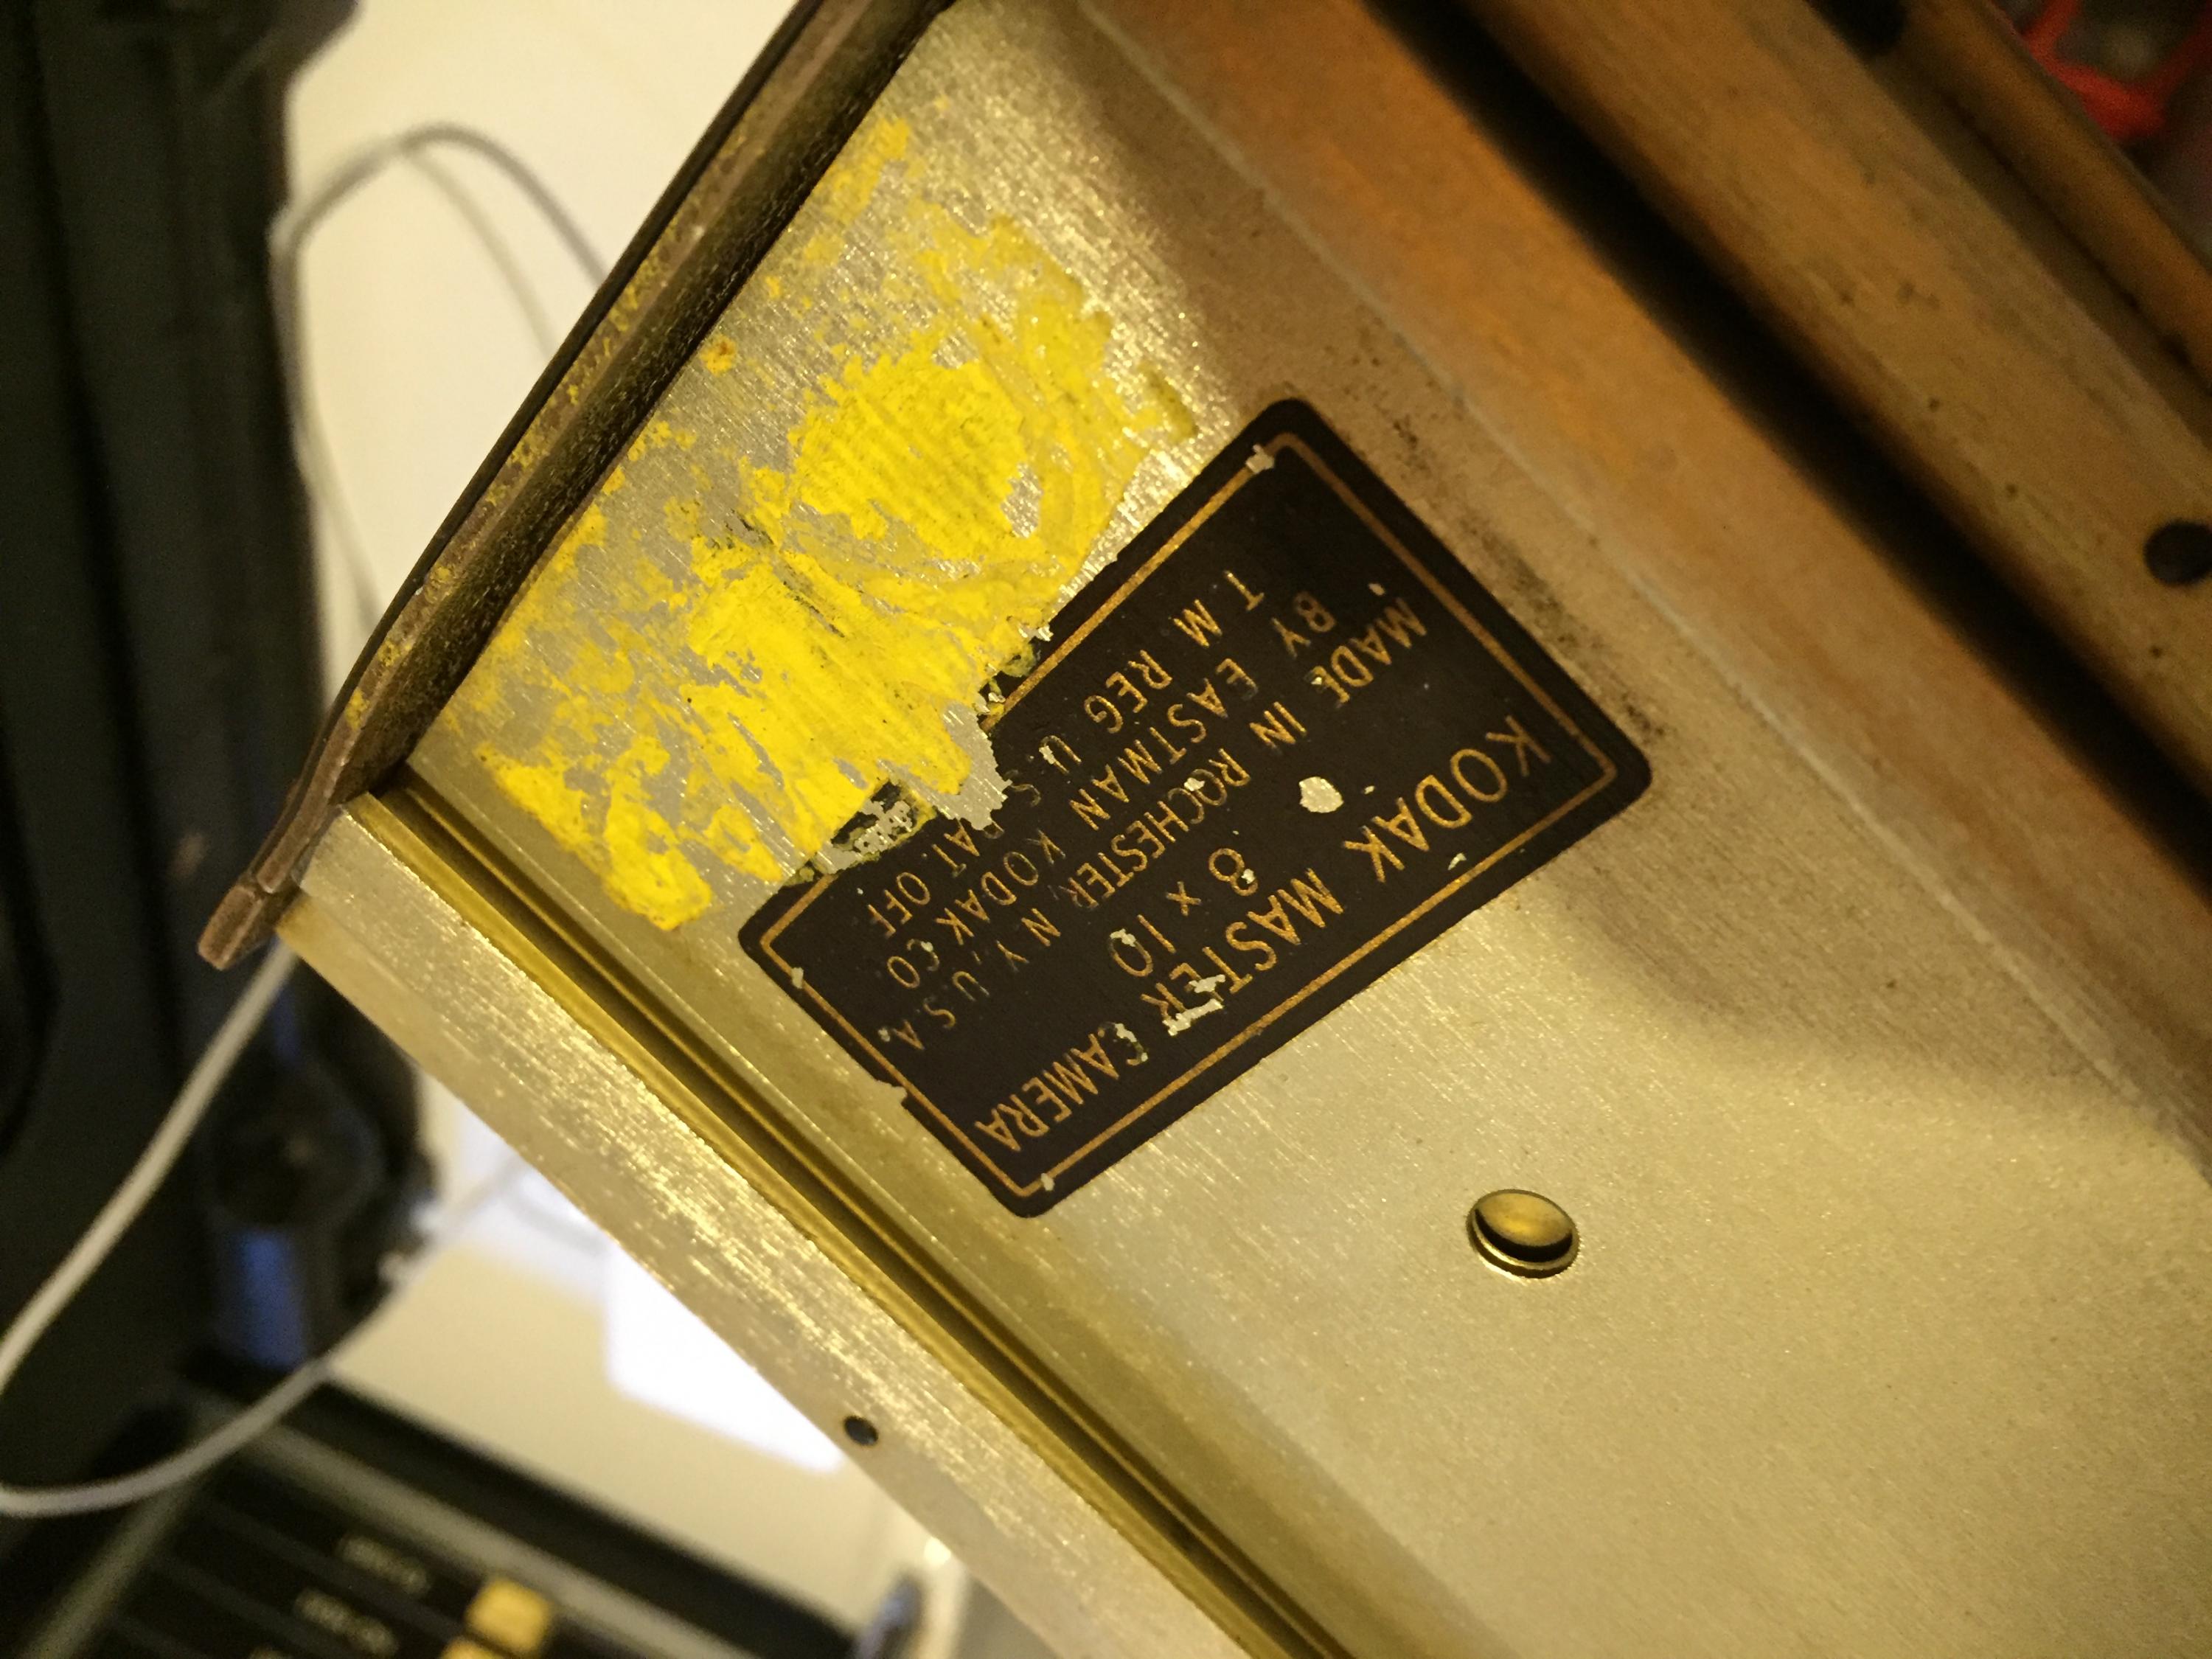 KODAK MASTER CAMERA
8 x 10
MADE IN ROCHESTER, N.Y., U.S.A.
BY EASTMAN KODAK CO.
T. M. REG. U. S. PAT. OFF.